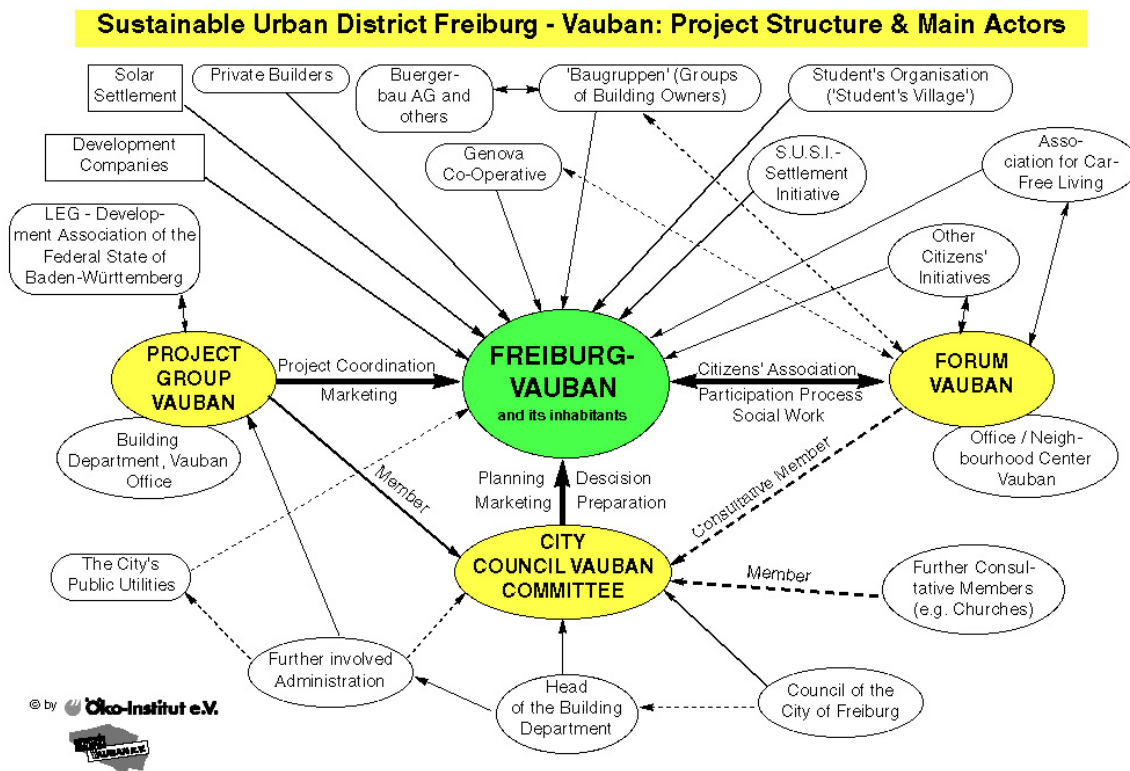 Sustainable Urban District Freiburg - Vauban: Project Structure & Main Actors
Solar
Settlement
Private Builders
Buerger-
bau AG and
others
'Baugruppen' (Groups
of Building Owners)
Student's Organisation
('Student's Village')
Development
Companies
Genova
Co-Operative
S.U.S.I.-
Settlement
Initiative
Asso-
ciation for Car-
Free Living
LEG - Develop-
ment Association of the
Federal State of
Baden-Württemberg
Other
Citizens'
Initiatives
PROJECT
GROUP
VAUBAN
Project Coordination
Marketing
FREIBURG-
VAUBAN
and its inhabitants
Citizens' Association
Participation Process
Social Work
FORUM
VAUBAN
Building
Department, Vauban
Office
Office / Neigh-
bourhood Center
Vauban
Member
Planning
Marketing
Descision
Preparation
Consultative Member
The City's
Public Utilities
CITY
COUNCIL VAUBAN
COMMITTEE
Member
Further Consul-
tative Members
(e.g. Churches)
Further involved
Administration
Head
of the Building
Department
Council of the
City of Freiburg
© by Öko-Institut e.V.
VAUBAN E.V.